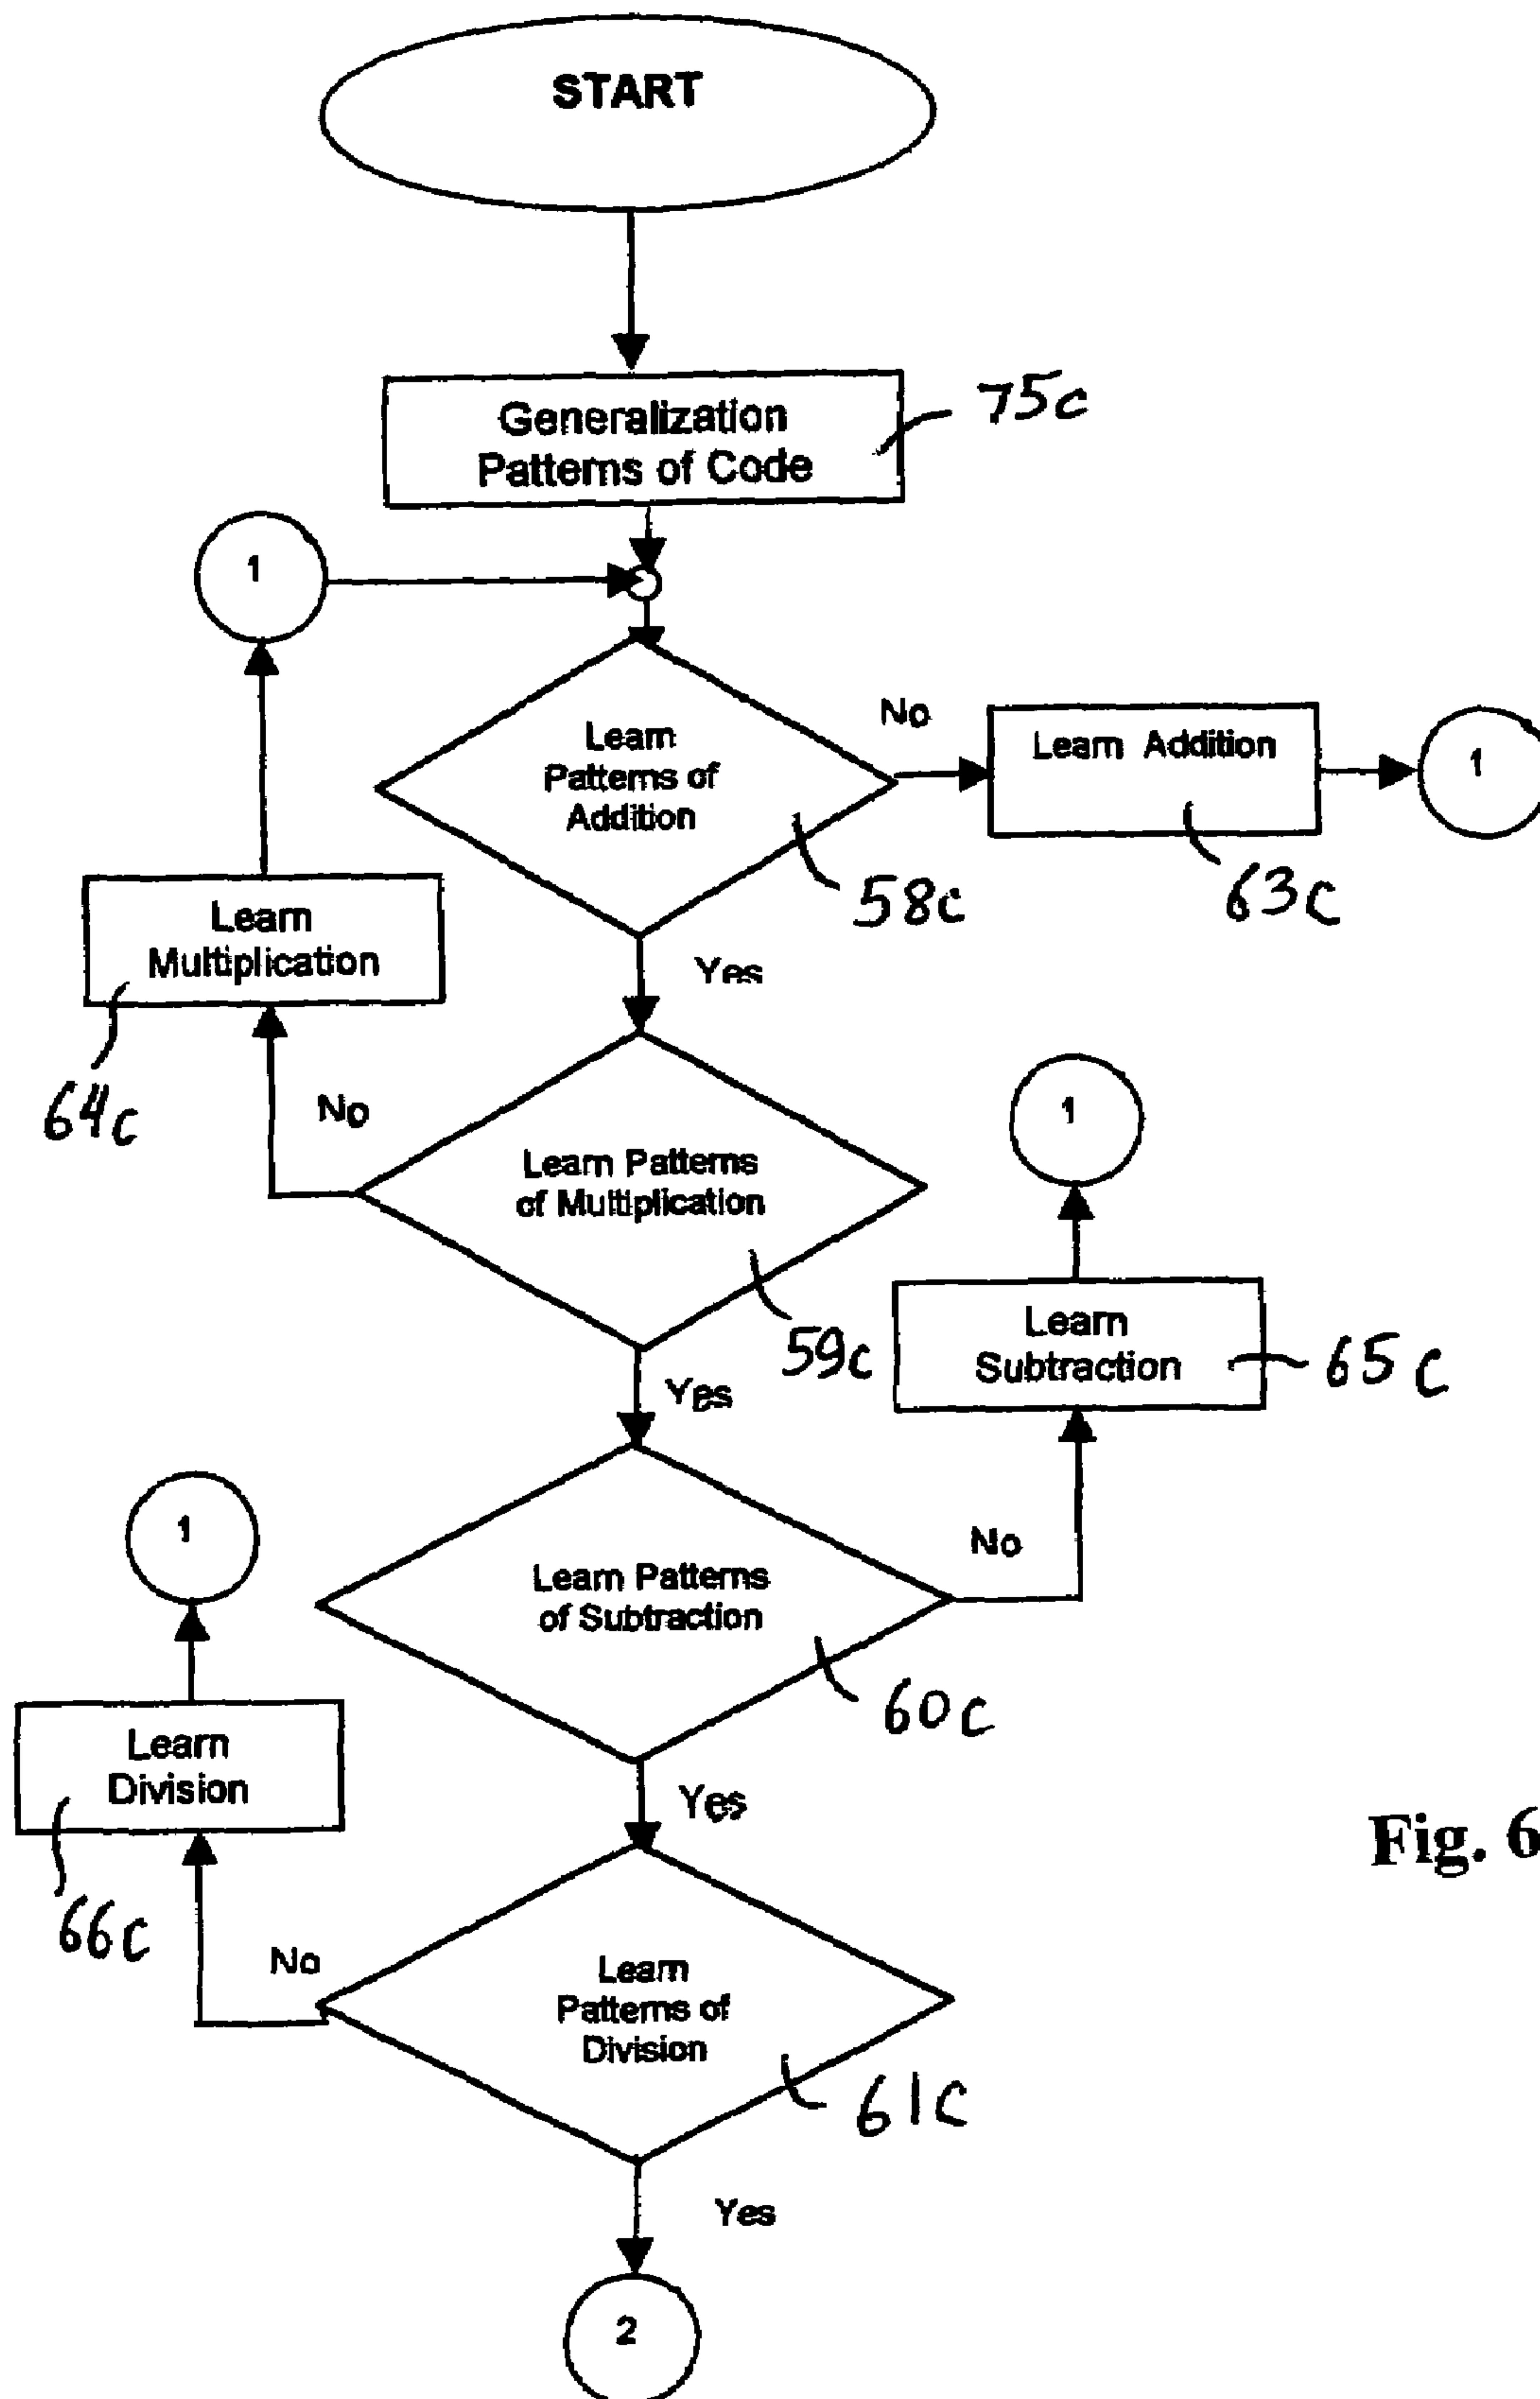 START
Generalization
Patterns of Code
75c
1
Learn
Patterns of
Addition
No
Learn Addition
1
58c
63c
Yes
Learn
Multiplication
64c
No
Learn Patterns
of Multiplication
59c
1
Learn
Subtraction
65c
Yes
1
Learn Patterns
of Subtraction
No
60c
Learn
Division
66c
Yes
Fig. 6
No
Learn
Patterns of
Division
61c
Yes
2